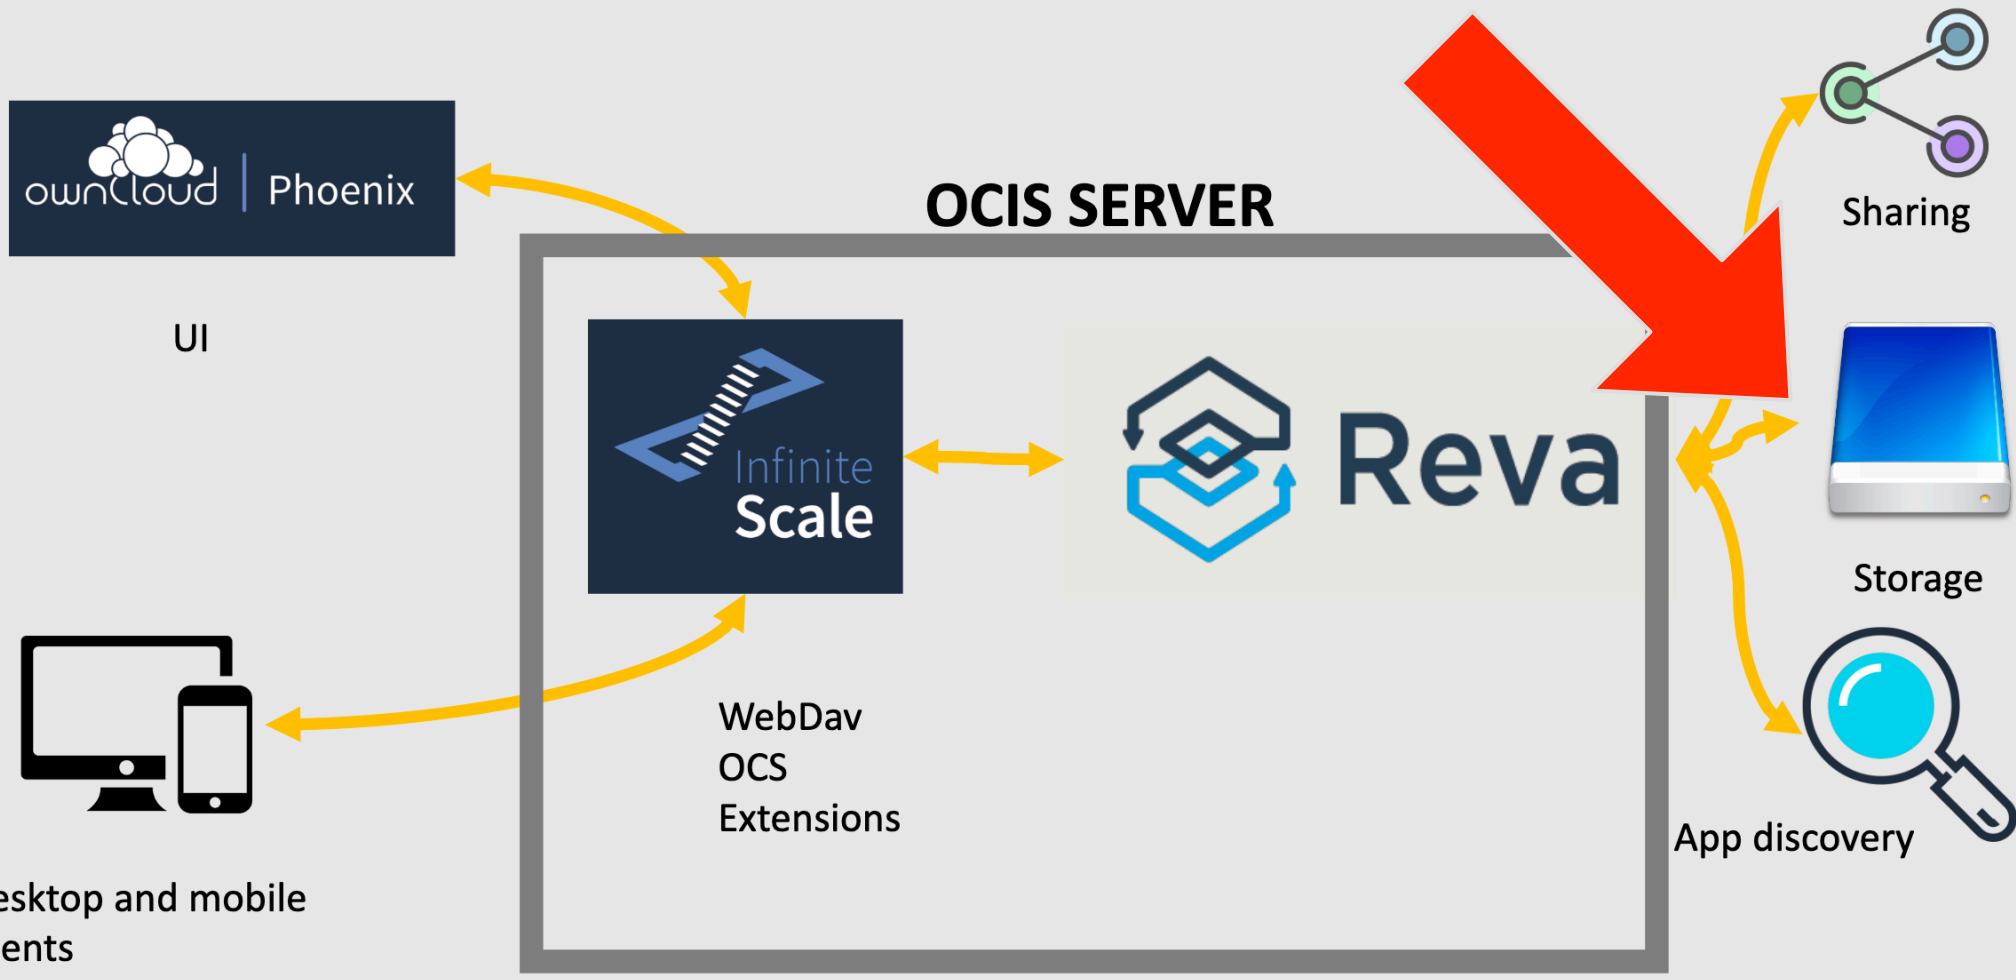 ownCloud | Phoenix
UI
OCIS SERVER
Infinite
Scale
Reva
WebDav
OCS
Extensions
Sharing
Storage
App discovery
esktop and mobile
ents